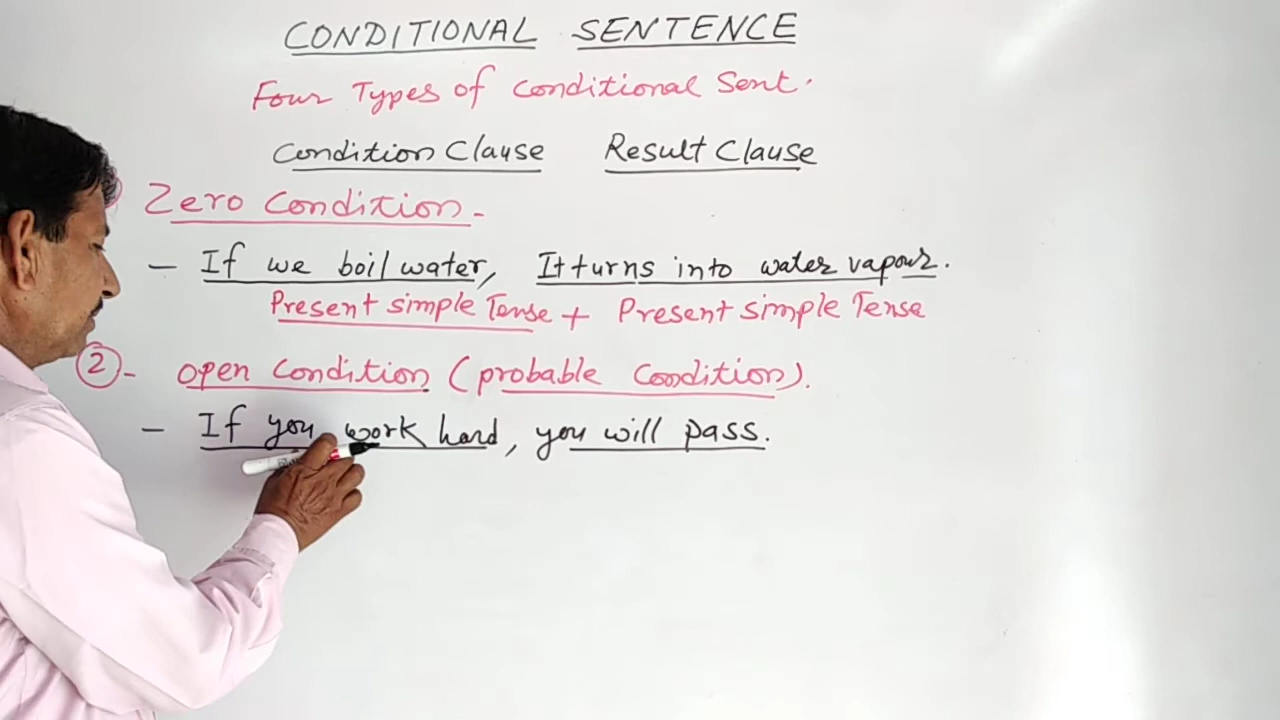 CONDITIONAL SENTENCE
Four Types of Conditional Sent.
Condition Clause Result Clause
Zero Condition -
- If we boil water, It turns into water vapour.
Present simple Tense + Present simple Tense
2 - Open Condition (probable Condition).
- If you work hard, you will pass.